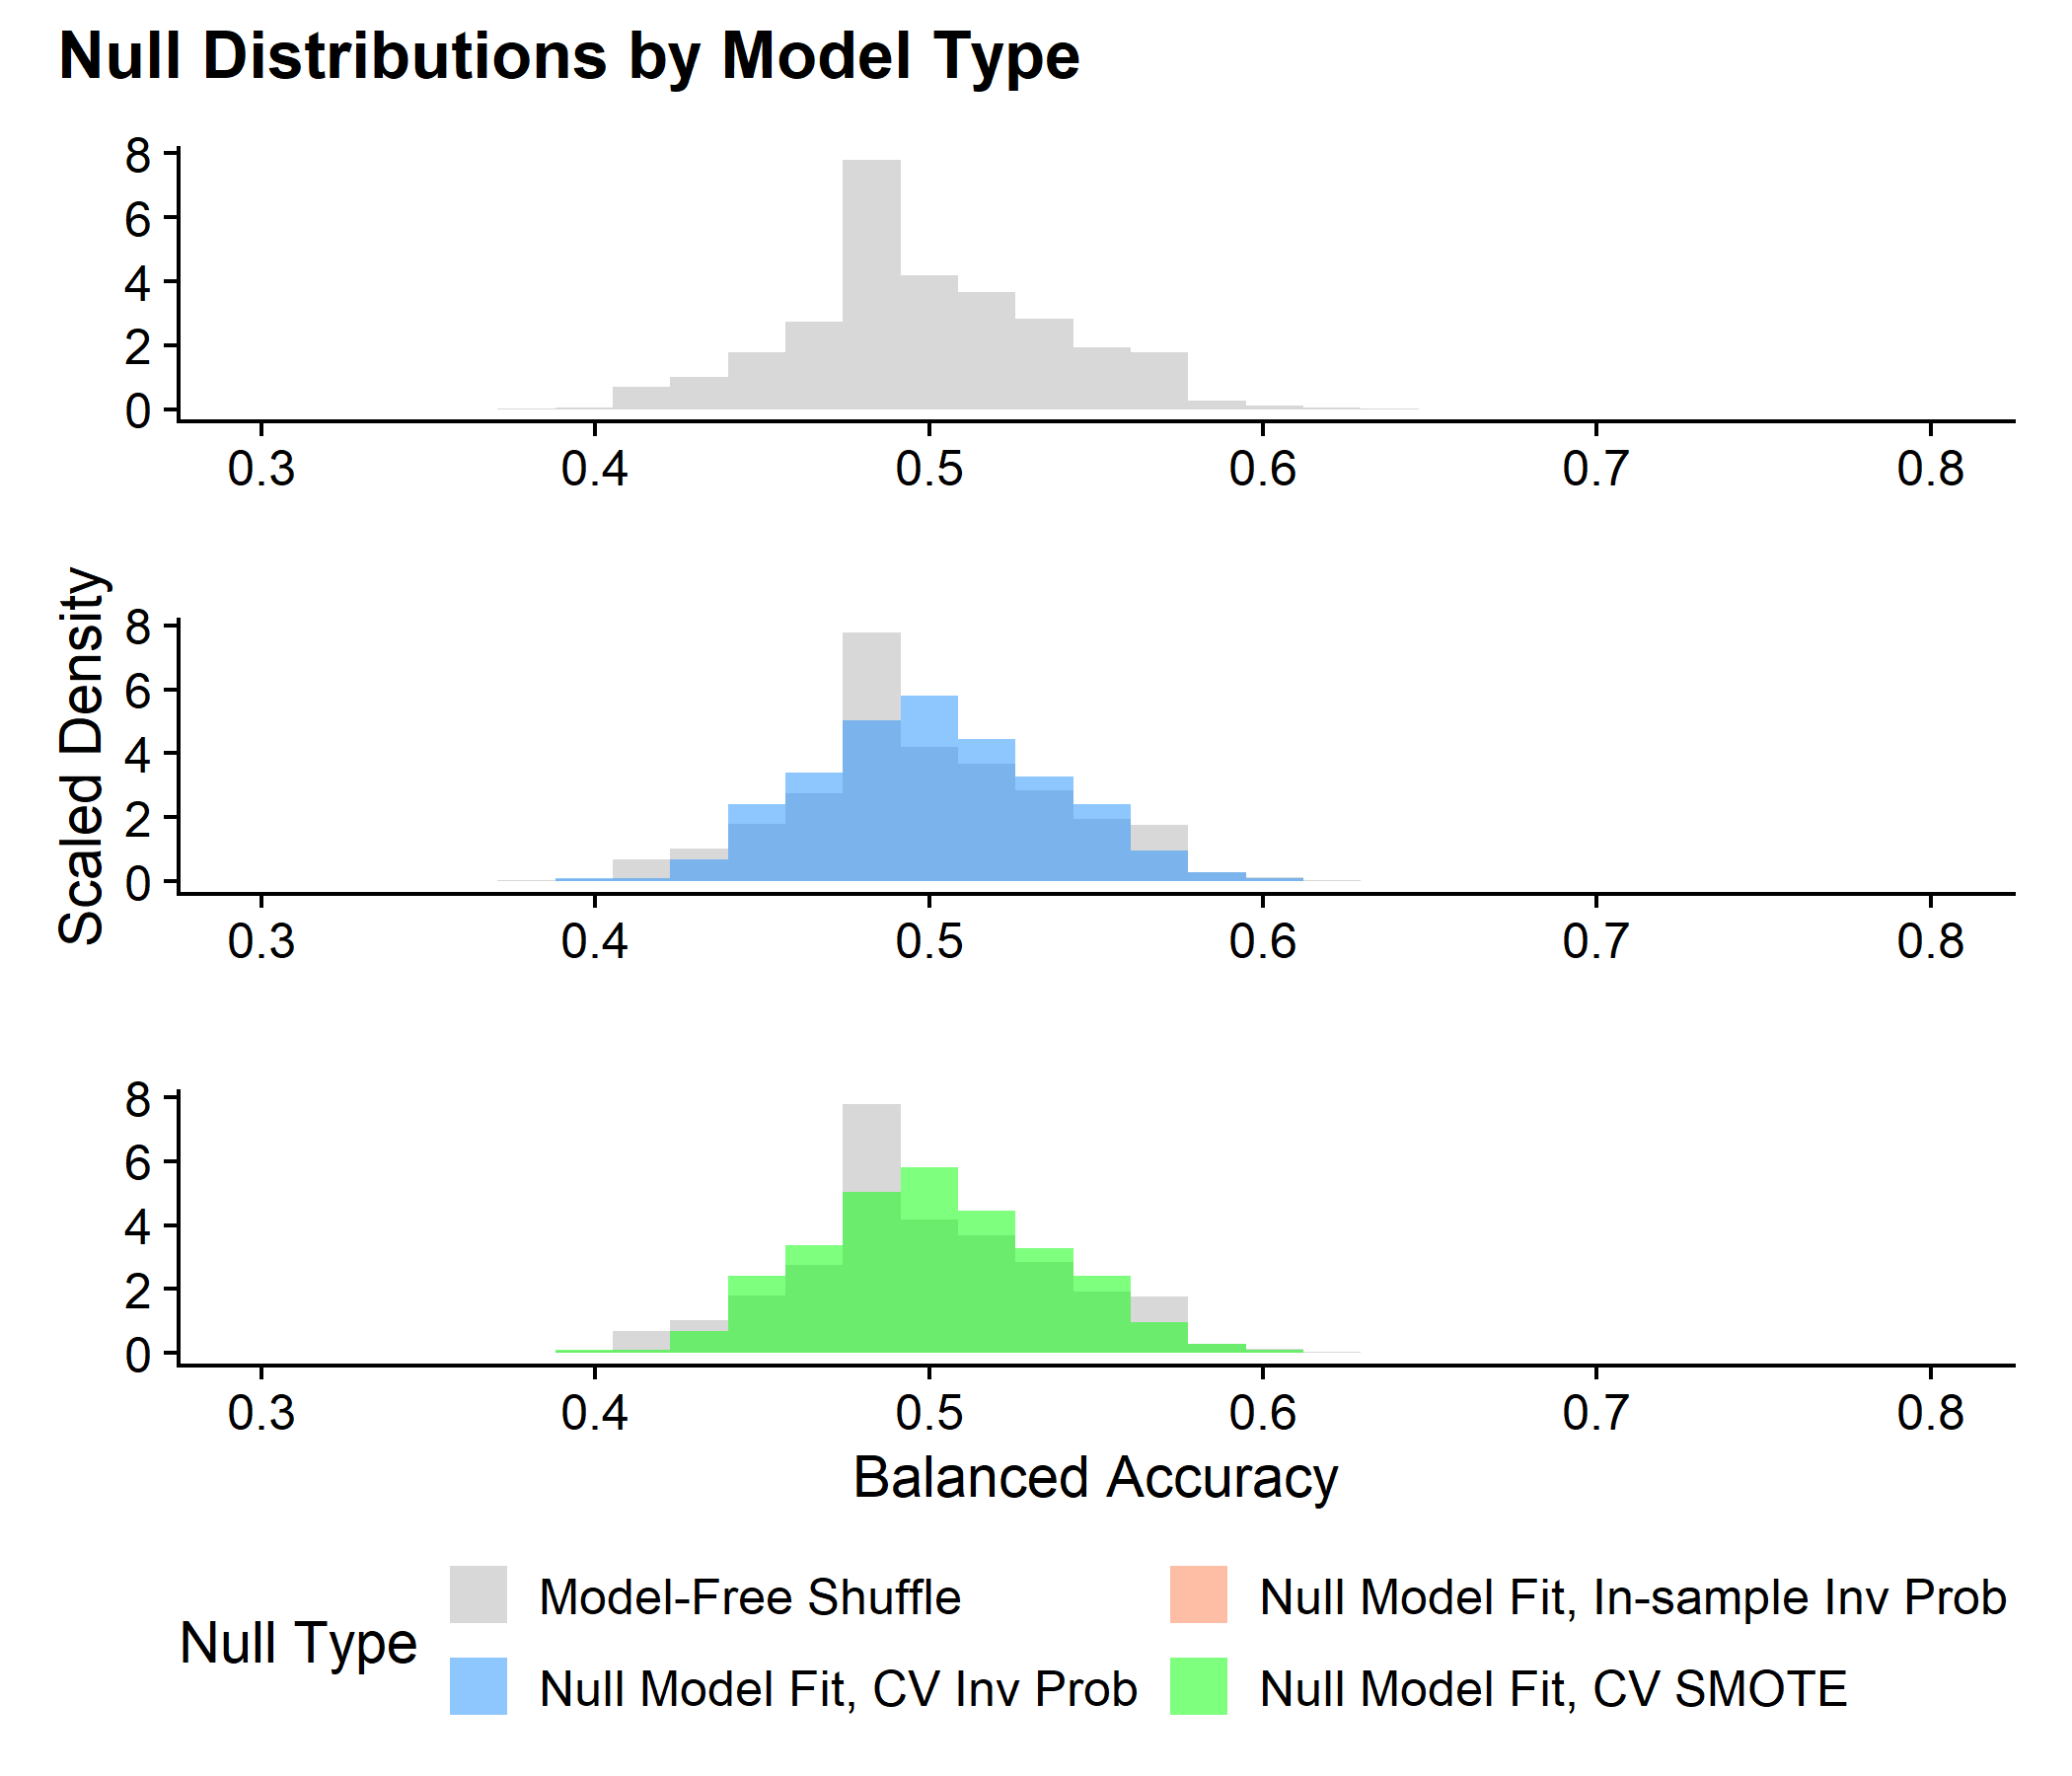 Null Distributions by Model Type
8
6
4
2
0
0.3 0.4 0.5 0.6 0.7 0.8
Scaled Density
8
6
4
2
0
0.3 0.4 0.5 0.6 0.7 0.8
8
6
4
2
0
0.3 0.4 0.5 0.6 0.7 0.8
Balanced Accuracy
Null Type
Model-Free Shuffle
Null Model Fit, In-sample Inv Prob
Null Model Fit, CV Inv Prob
Null Model Fit, CV SMOTE